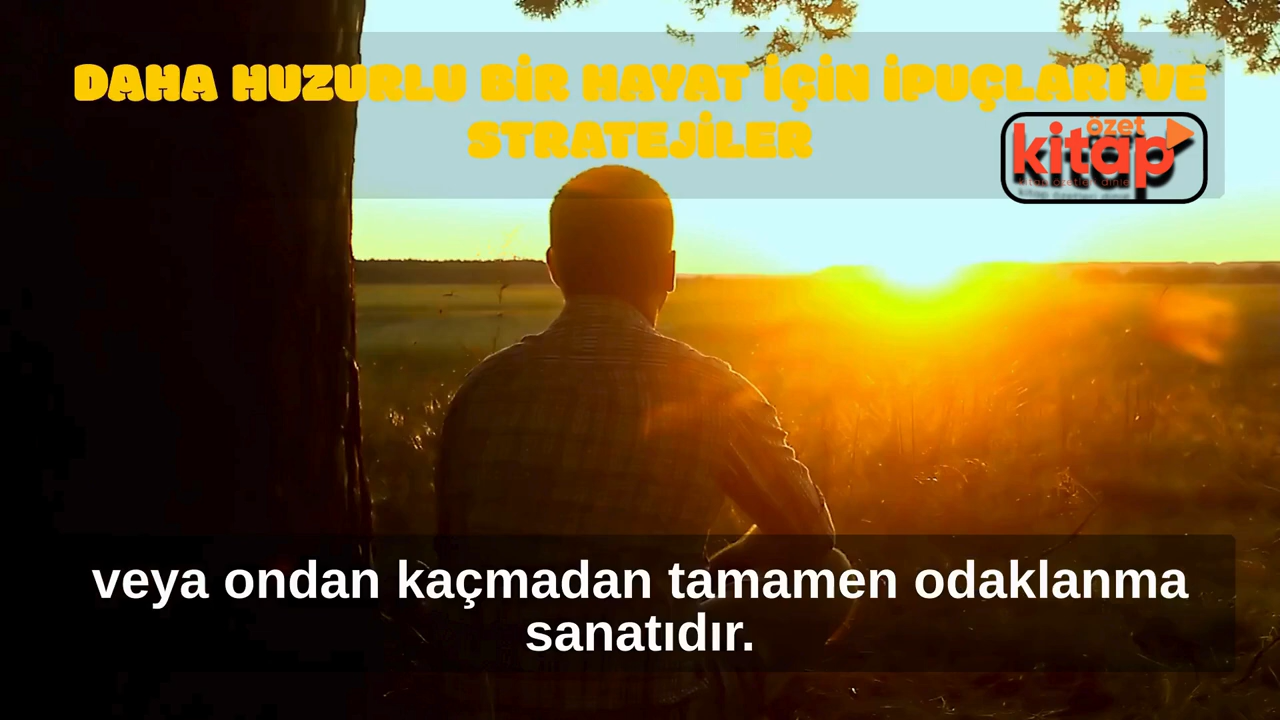 DAHA HUZURLU BİR HAYAT İÇİN İPUÇLARI VE
STRATEJİLER
özet
kitap
veya ondan kaçmadan tamamen odaklanma
sanatıdır.